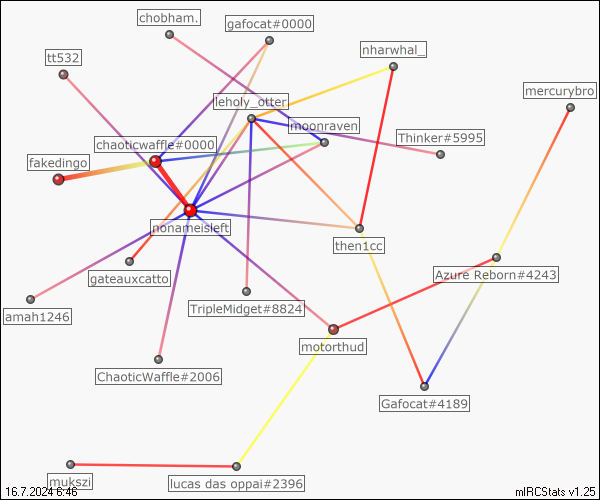 chobham.
gafocat#0000
nharwhal_
tt532
mercurybro
leholy_otter
moonraven
chaoticwaffle#0000
Thinker#5995
fakedingo
nonameisleft
then1cc
gateauxcatto
Azure Reborn#4243
amah1246
TripleMidget#8824
motorthud
ChaoticWaffle#2006
Gafocat#4189
mukszi
lucas das oppai#2396
16.7.2024 6:46
mIRCStats v1.25